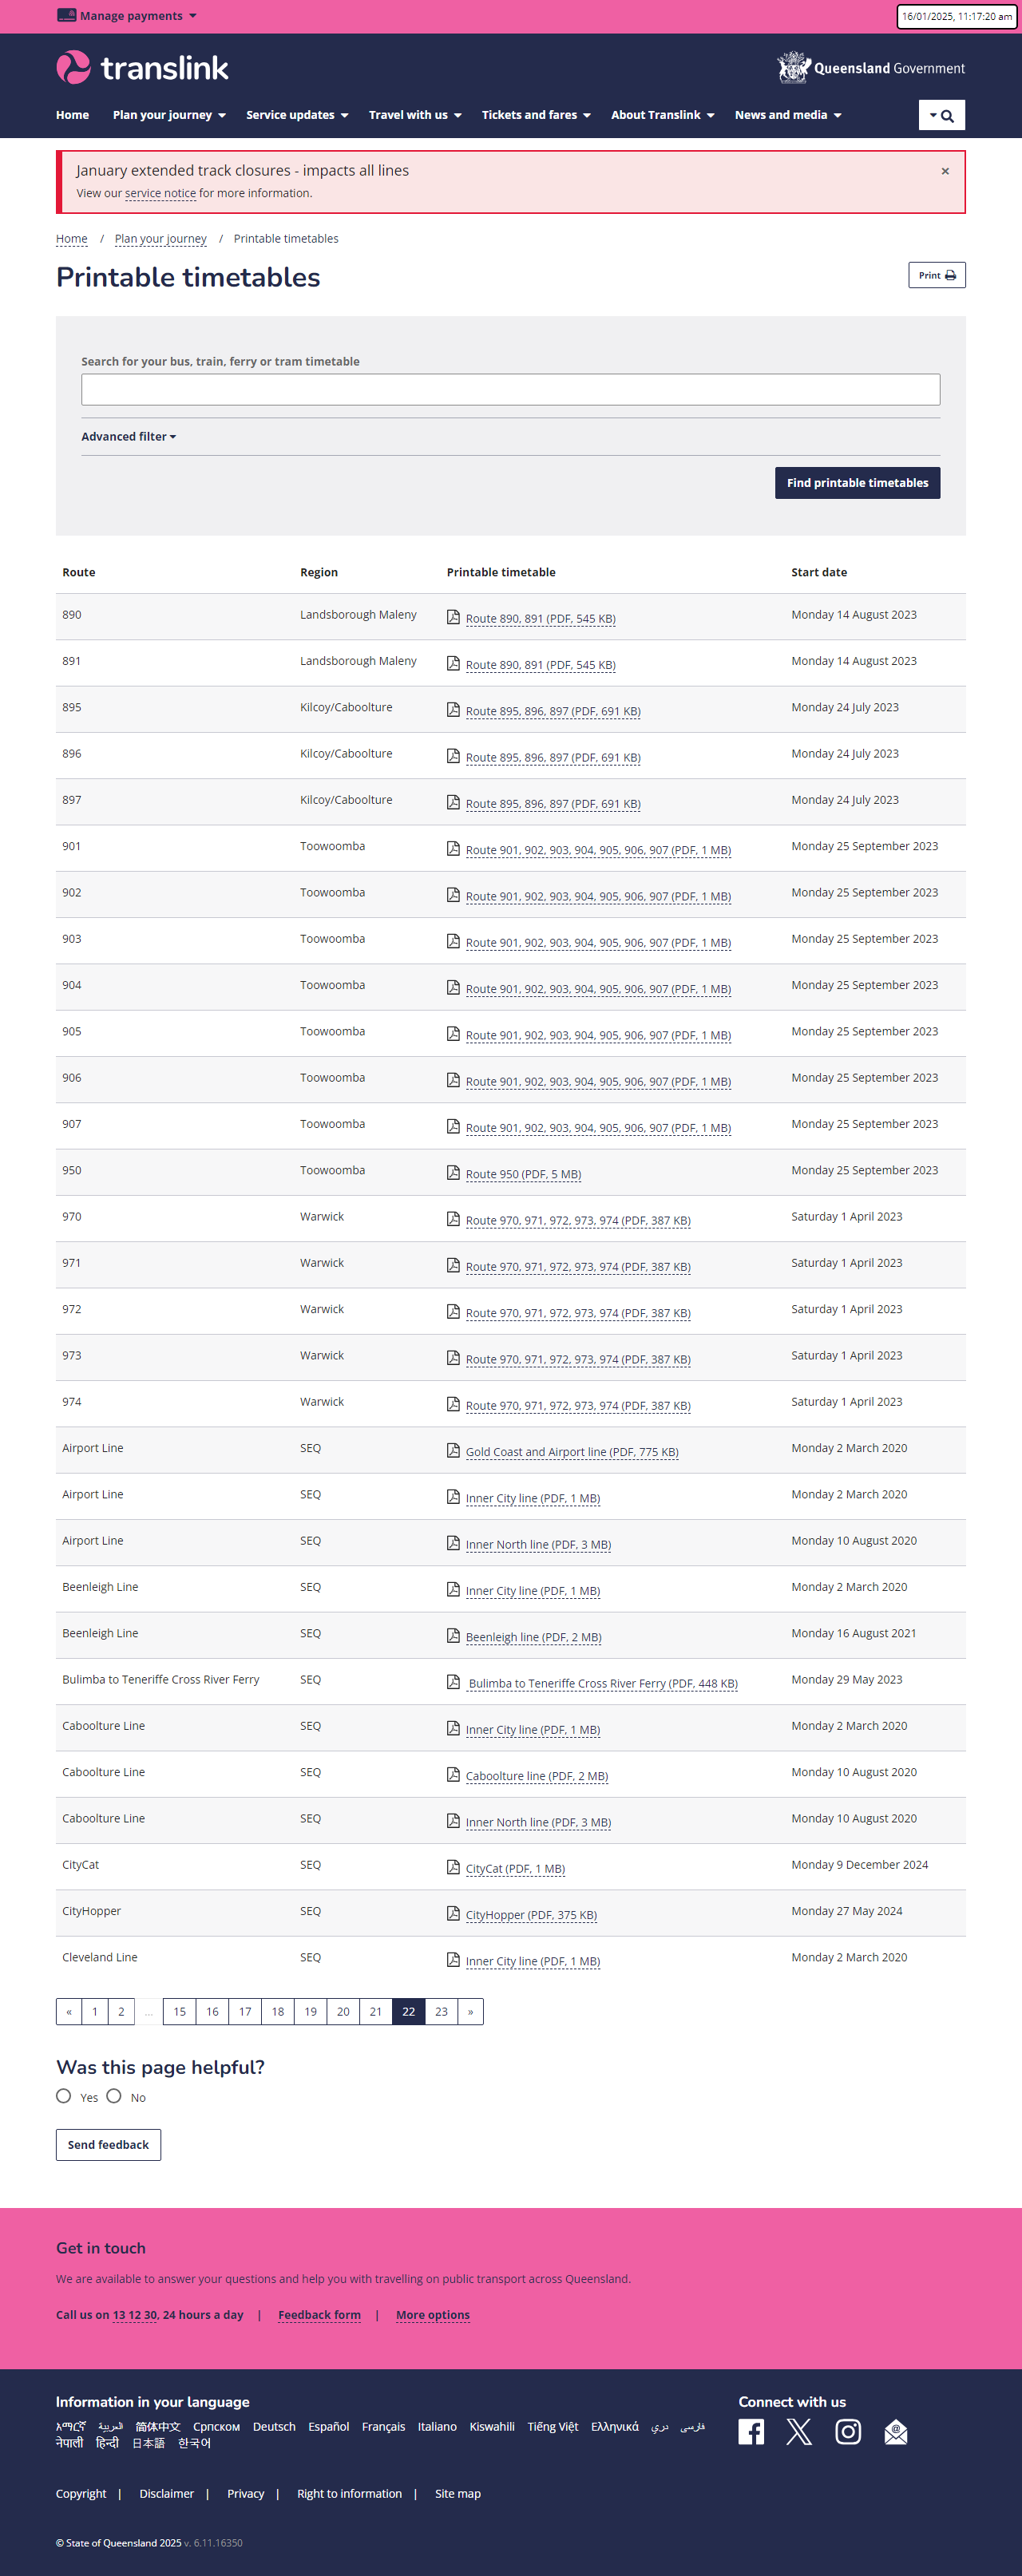 Manage payments
16/01/2025, 11:17:20 am
translink
Queensland Government
Home Plan your journey Service updates Travel with us Tickets and fares About Translink News and media
January extended track closures - impacts all lines
×
View our service notice for more information.
Home / Plan your journey / Printable timetables
Printable timetables
Print
Search for your bus, train, ferry or tram timetable
Advanced filter
Find printable timetables
Route Region Printable timetable Start date
890 Landsborough Maleny Route 890, 891 (PDF, 545 KB) Monday 14 August 2023
891 Landsborough Maleny Route 890, 891 (PDF, 545 KB) Monday 14 August 2023
895 Kilcoy/Caboolture Route 895, 896, 897 (PDF, 691 KB) Monday 24 July 2023
896 Kilcoy/Caboolture Route 895, 896, 897 (PDF, 691 KB) Monday 24 July 2023
897 Kilcoy/Caboolture Route 895, 896, 897 (PDF, 691 KB) Monday 24 July 2023
901 Toowoomba Route 901, 902, 903, 904, 905, 906, 907 (PDF, 1 MB) Monday 25 September 2023
902 Toowoomba Route 901, 902, 903, 904, 905, 906, 907 (PDF, 1 MB) Monday 25 September 2023
903 Toowoomba Route 901, 902, 903, 904, 905, 906, 907 (PDF, 1 MB) Monday 25 September 2023
904 Toowoomba Route 901, 902, 903, 904, 905, 906, 907 (PDF, 1 MB) Monday 25 September 2023
905 Toowoomba Route 901, 902, 903, 904, 905, 906, 907 (PDF, 1 MB) Monday 25 September 2023
906 Toowoomba Route 901, 902, 903, 904, 905, 906, 907 (PDF, 1 MB) Monday 25 September 2023
907 Toowoomba Route 901, 902, 903, 904, 905, 906, 907 (PDF, 1 MB) Monday 25 September 2023
950 Toowoomba Route 950 (PDF, 5 MB) Monday 25 September 2023
970 Warwick Route 970, 971, 972, 973, 974 (PDF, 387 KB) Saturday 1 April 2023
971 Warwick Route 970, 971, 972, 973, 974 (PDF, 387 KB) Saturday 1 April 2023
972 Warwick Route 970, 971, 972, 973, 974 (PDF, 387 KB) Saturday 1 April 2023
973 Warwick Route 970, 971, 972, 973, 974 (PDF, 387 KB) Saturday 1 April 2023
974 Warwick Route 970, 971, 972, 973, 974 (PDF, 387 KB) Saturday 1 April 2023
Airport Line SEQ Gold Coast and Airport line (PDF, 775 KB) Monday 2 March 2020
Airport Line SEQ Inner City line (PDF, 1 MB) Monday 2 March 2020
Airport Line SEQ Inner North line (PDF, 3 MB) Monday 10 August 2020
Beenleigh Line SEQ Inner City line (PDF, 1 MB) Monday 2 March 2020
Beenleigh Line SEQ Beenleigh line (PDF, 2 MB) Monday 16 August 2021
Bulimba to Teneriffe Cross River Ferry SEQ Bulimba to Teneriffe Cross River Ferry (PDF, 448 KB) Monday 29 May 2023
Caboolture Line SEQ Inner City line (PDF, 1 MB) Monday 2 March 2020
Caboolture Line SEQ Caboolture line (PDF, 2 MB) Monday 10 August 2020
Caboolture Line SEQ Inner North line (PDF, 3 MB) Monday 10 August 2020
CityCat SEQ CityCat (PDF, 1 MB) Monday 9 December 2024
CityHopper SEQ CityHopper (PDF, 375 KB) Monday 27 May 2024
Cleveland Line SEQ Inner City line (PDF, 1 MB) Monday 2 March 2020
« 1 2 ... 15 16 17 18 19 20 21 22 23 »
Was this page helpful?
Yes No
Send feedback
Get in touch
We are available to answer your questions and help you with travelling on public transport across Queensland.
Call us on 13 12 30, 24 hours a day | Feedback form | More options
Information in your language
Connect with us
አማርኛ العربية 简体中文 Српском Deutsch Español Français Italiano Kiswahili Tiếng Việt Ελληνικά دری فارسی
नेपाली हिन्दी 日本語 한국어
Copyright | Disclaimer | Privacy | Right to information | Site map
© State of Queensland 2025 v. 6.11.16350